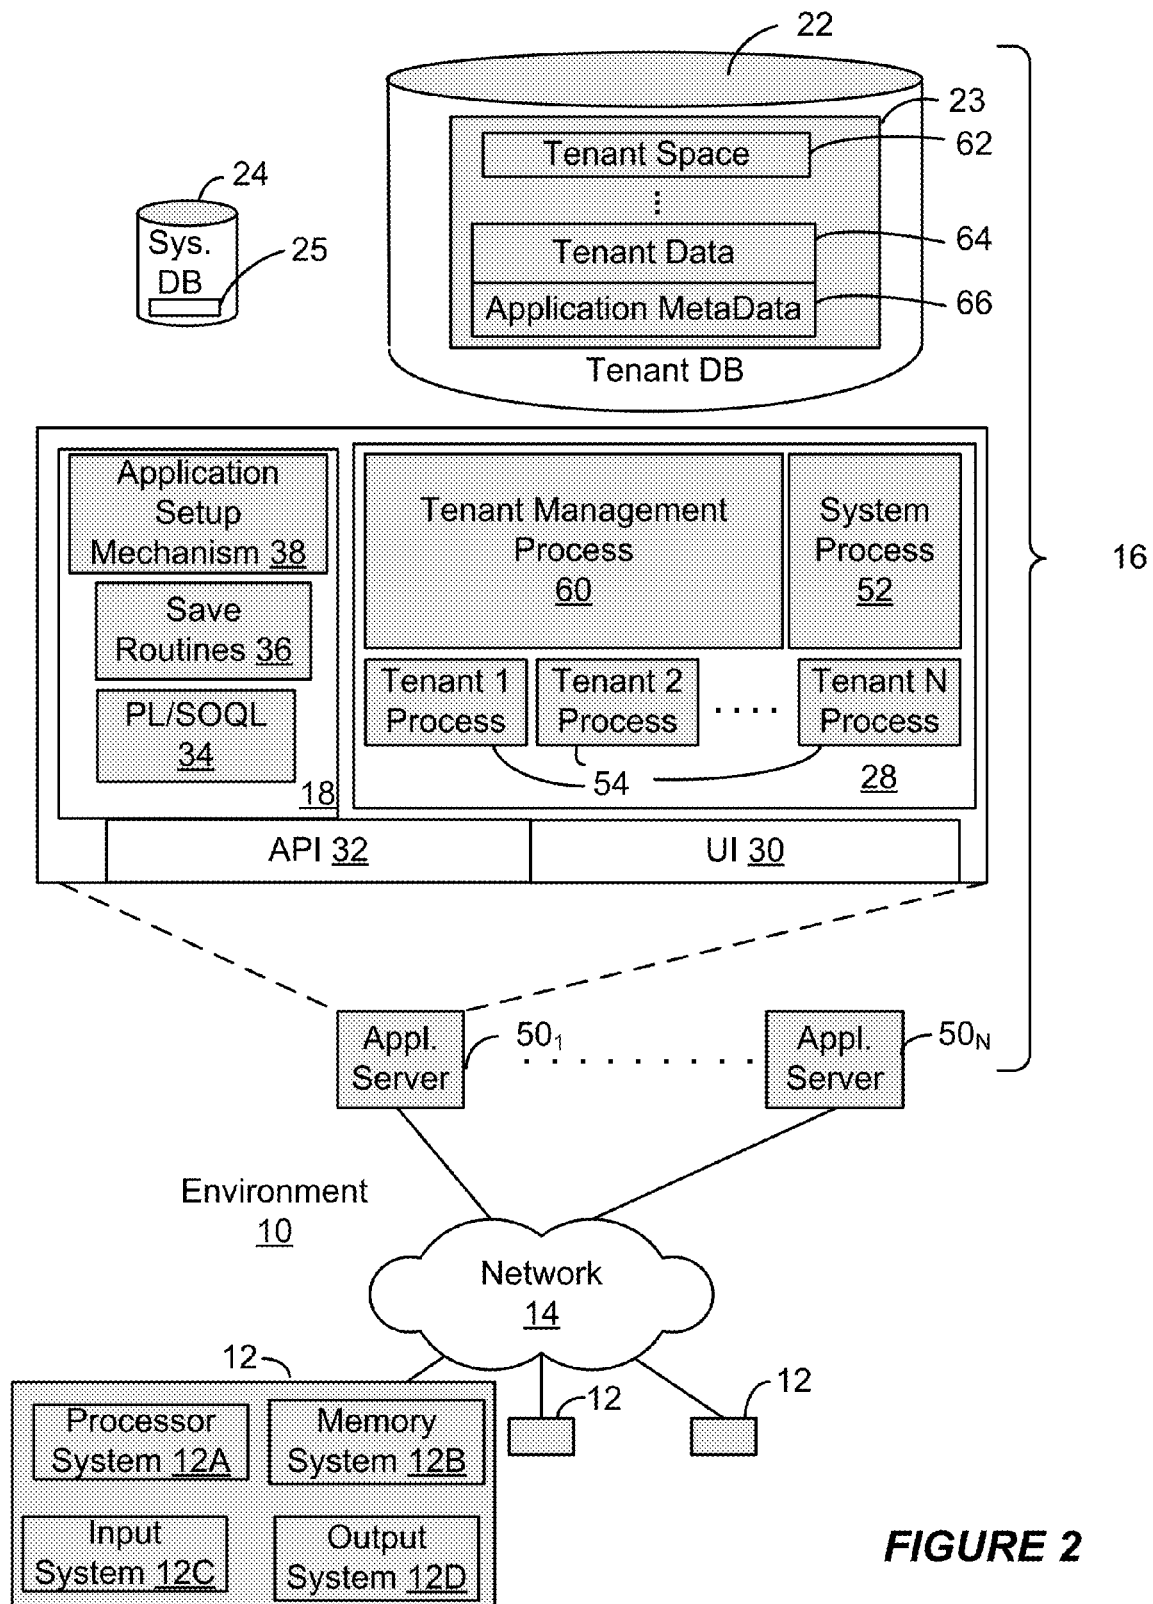 22
23
Tenant Space
62
24
Sys.
DB
25
Tenant Data
64
Application MetaData
66
Tenant DB
16
Application
Setup
Mechanism 38
Tenant Management
Process
60
System
Process
52
Save
Routines 36
PL/SOQL
34
18
Tenant 1
Process
Tenant 2
Process
Tenant N
Process
54
28
API 32
UI 30
Appl.
Server
50₁
Appl.
Server
50ₙ
Environment
10
Network
14
12
12
12
Processor
System 12A
Memory
System 12B
Input
System 12C
Output
System 12D
FIGURE 2